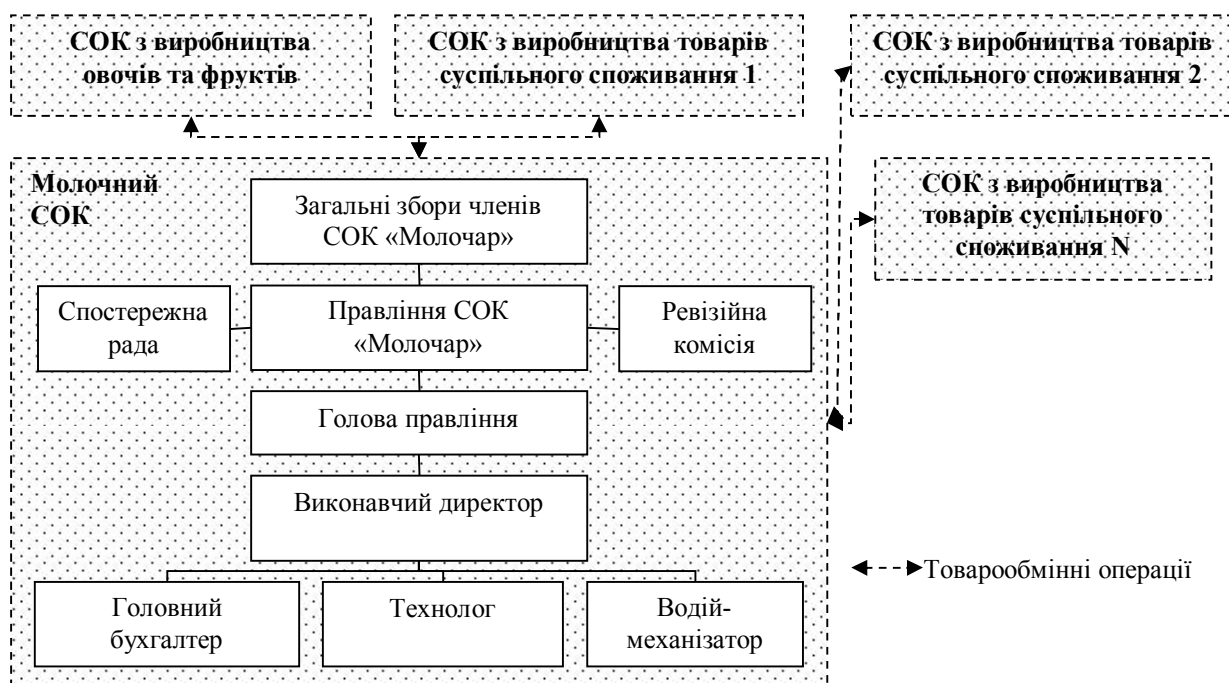 СОК з виробництва
овочів та фруктів
СОК з виробництва товарів
суспільного споживання 1
СОК з виробництва товарів
суспільного споживання 2
СОК з виробництва
товарів суспільного
споживання N
Молочний
СОК
Загальні збори членів
СОК «Молочар»
Спостережна
рада
Правління СОК
«Молочар»
Ревізійна
комісія
Голова правління
Виконавчий директор
Головний
бухгалтер
Технолог
Водій-
механізатор
Товарообмінні операції